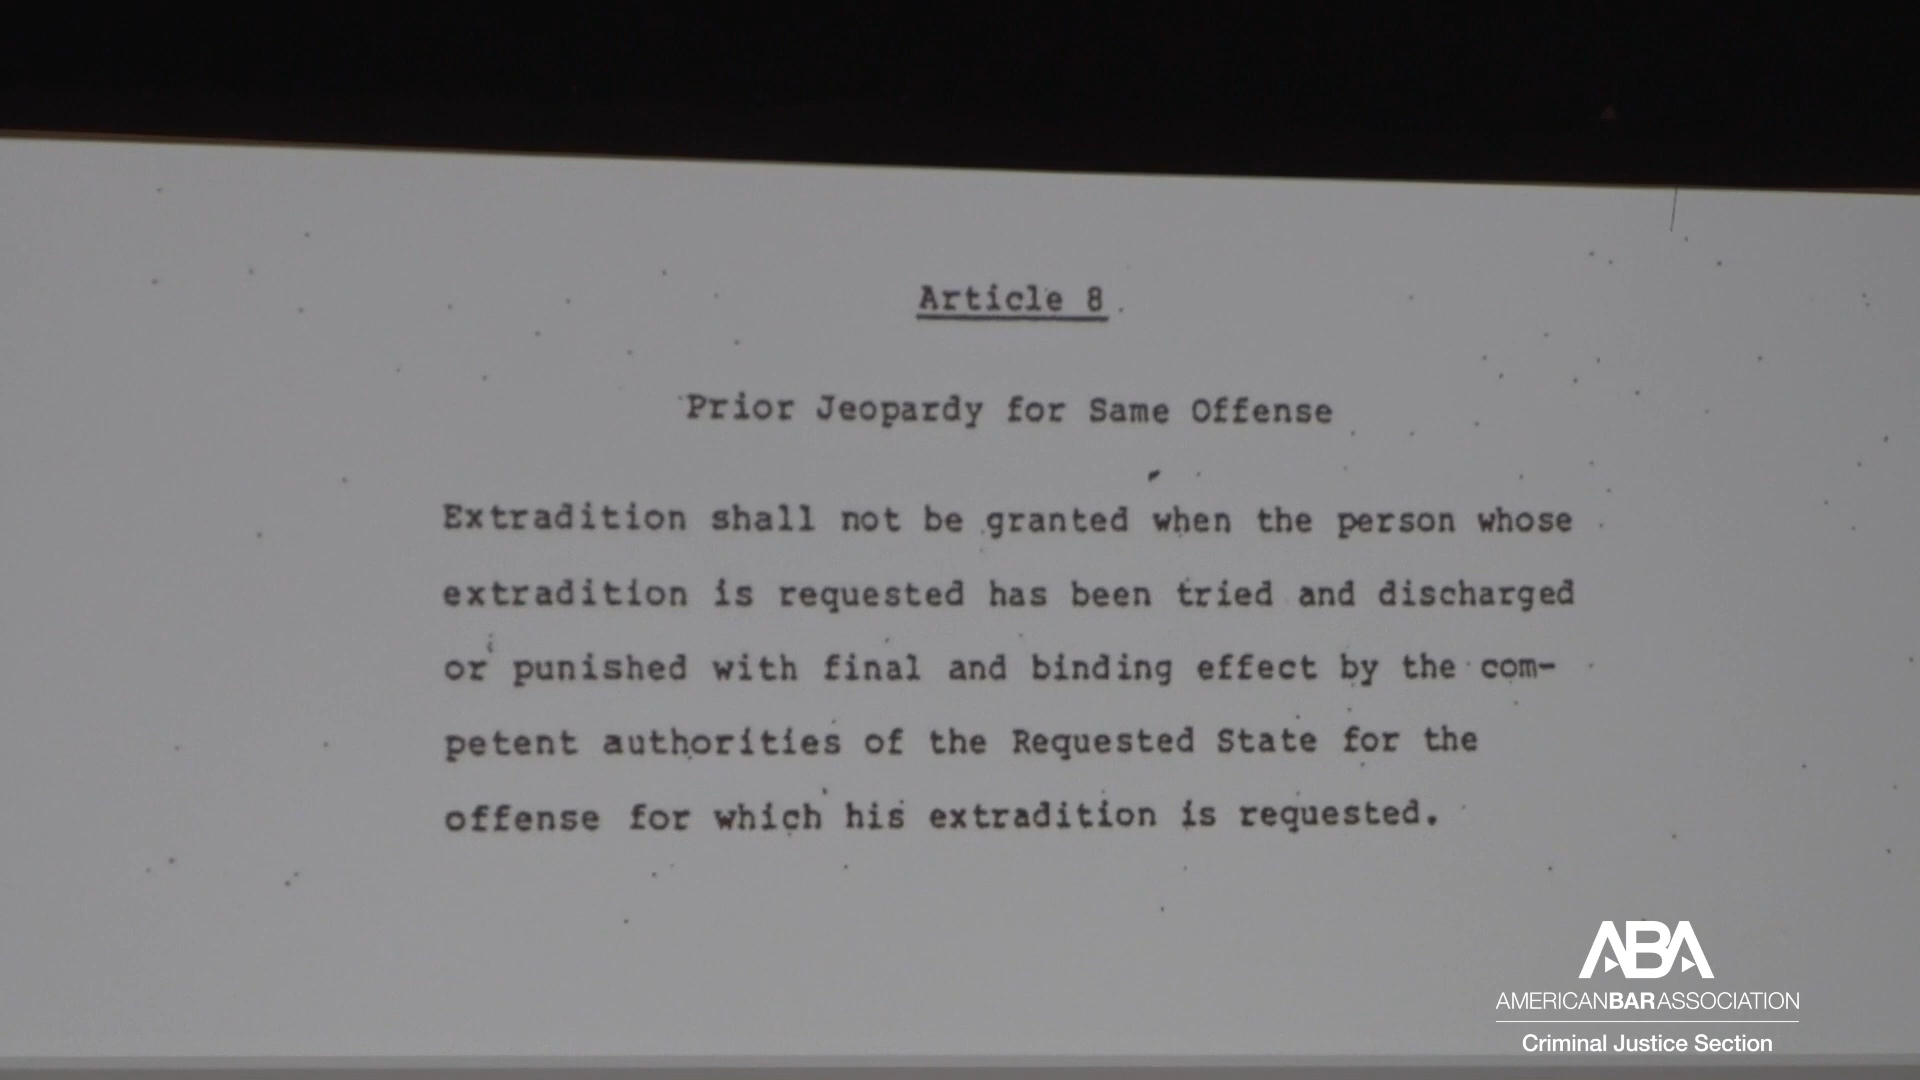 Article 8
Prior Jeopardy for Same Offense
Extradition shall not be granted when the person whose
extradition is requested has been tried and discharged
or punished with final and binding effect by the com-
petent authorities of the Requested State for the
offense for which his extradition is requested.
ABA
AMERICANBARASSOCIATION
Criminal Justice Section